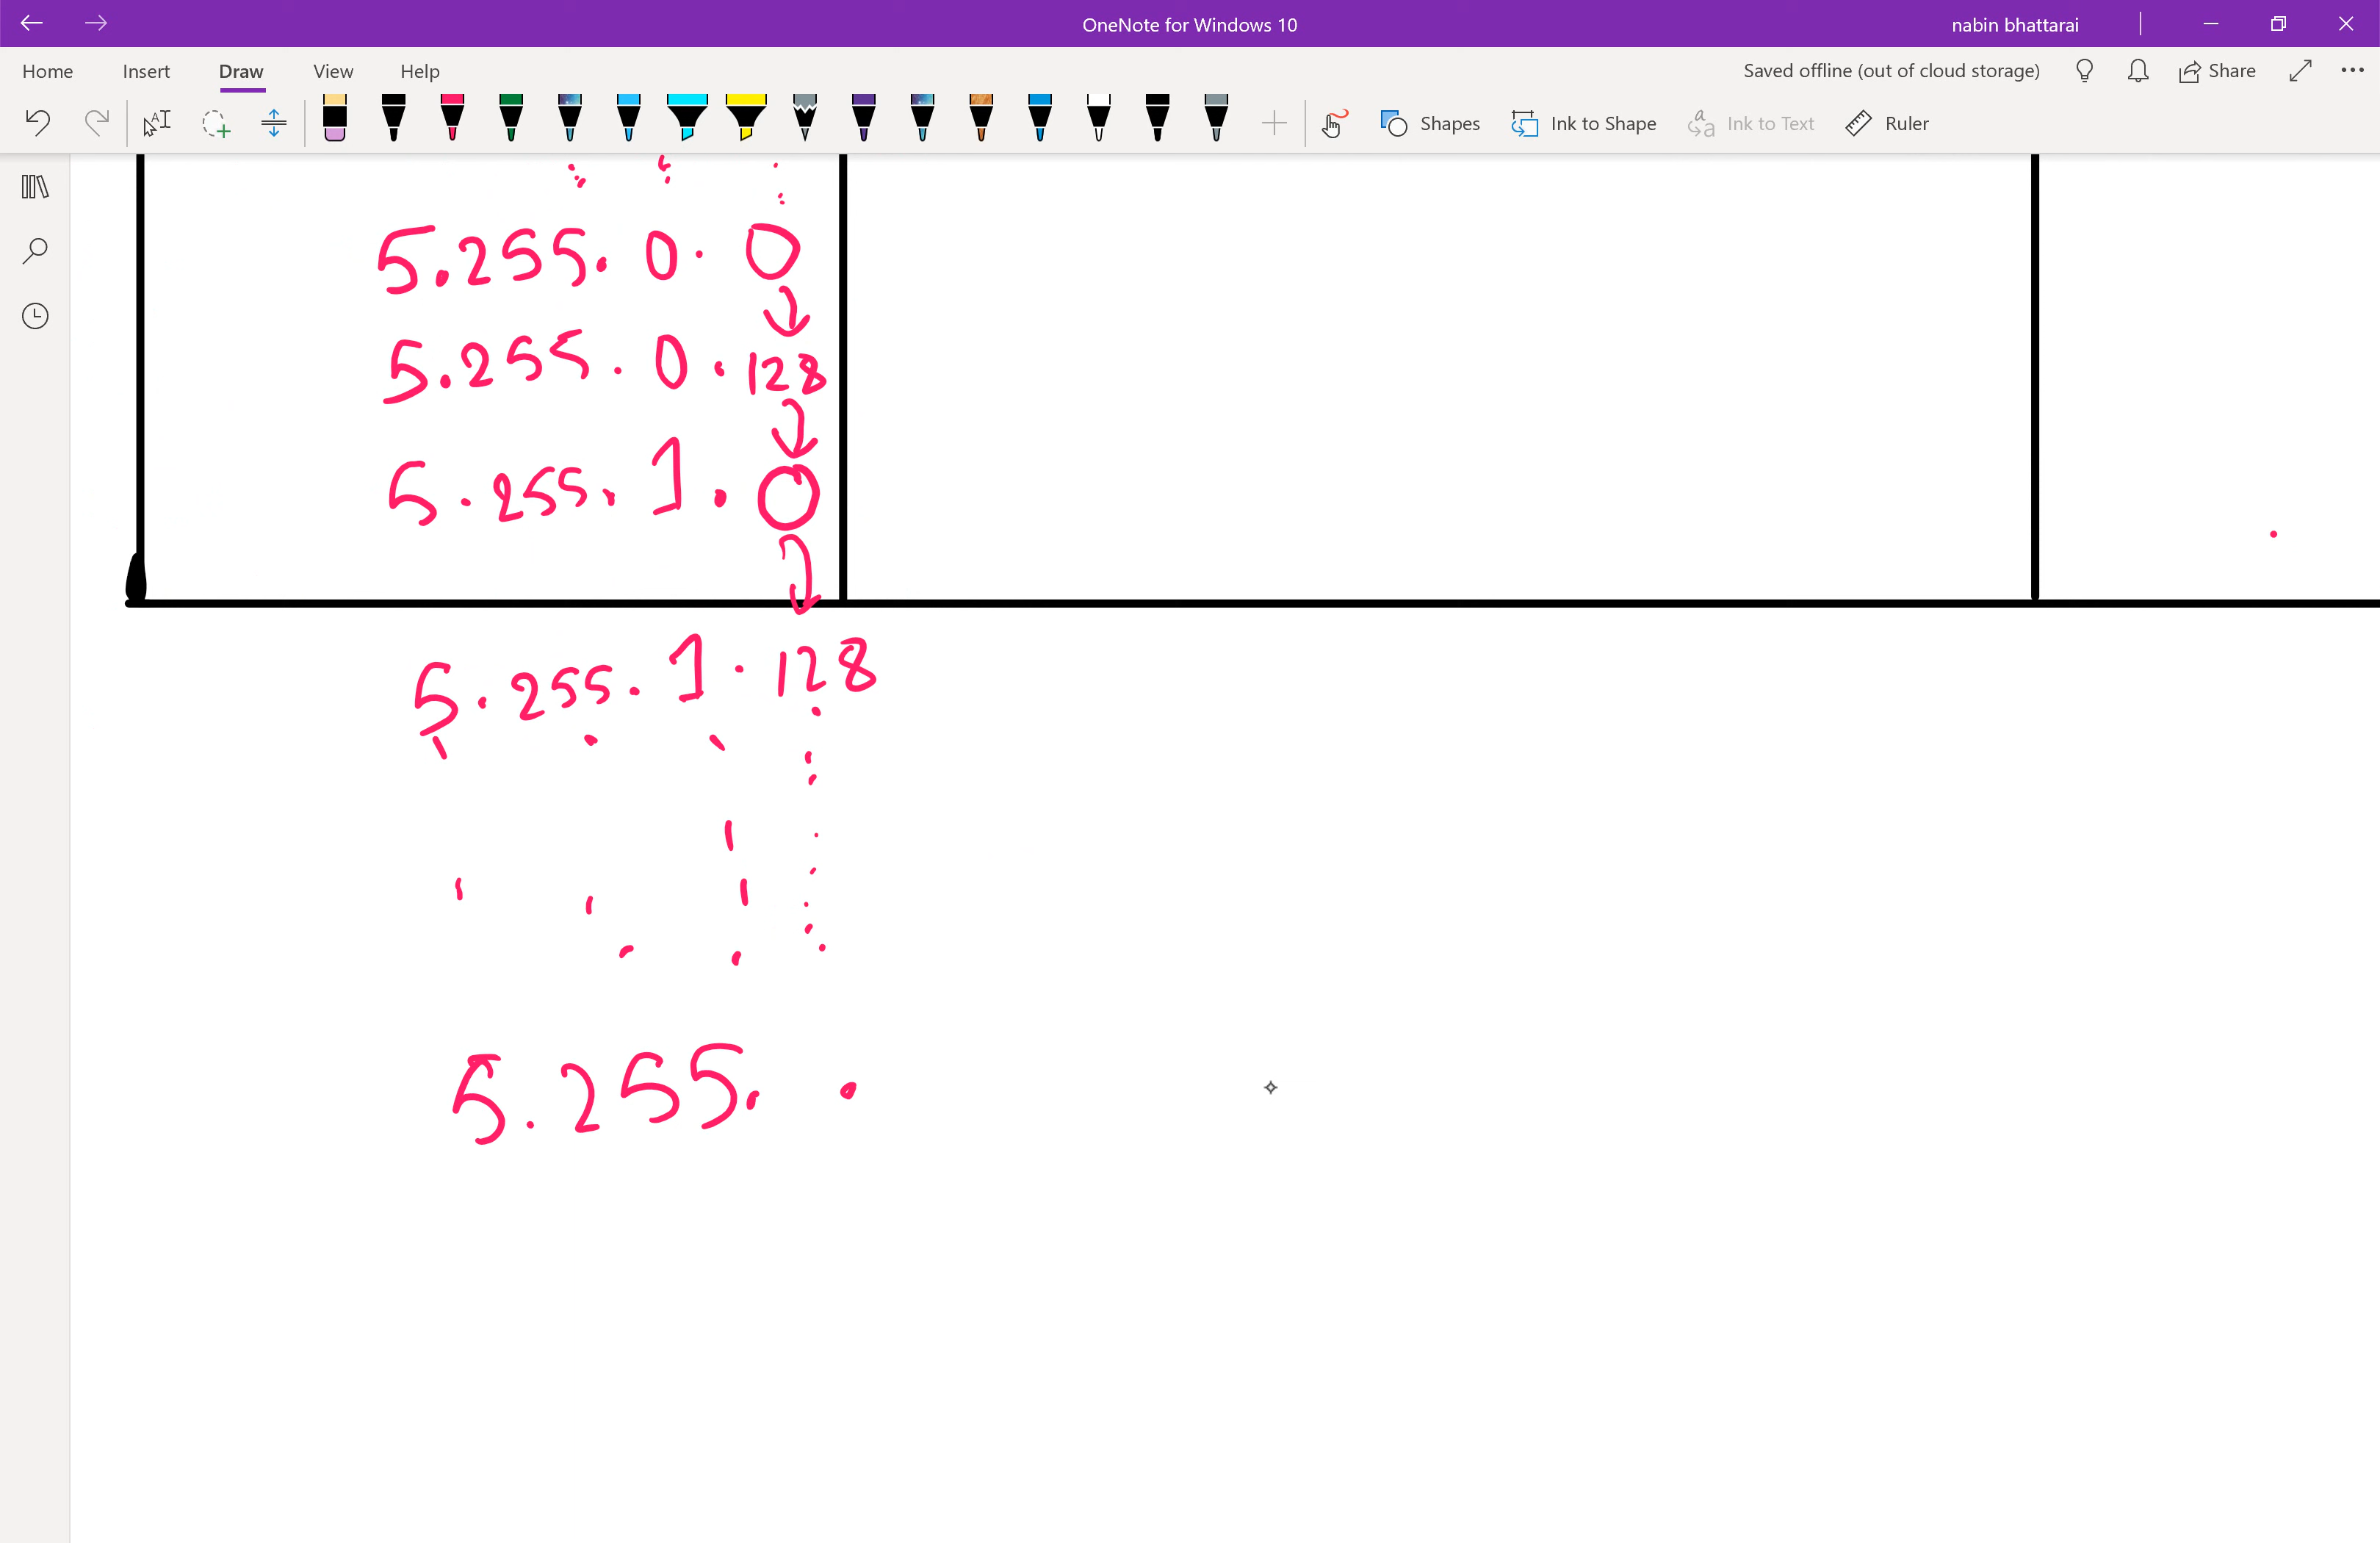 OneNote for Windows 10
nabin bhattarai
Home Insert Draw View Help
Saved offline (out of cloud storage)
Share
Shapes
Ink to Shape
Ink to Text
Ruler
5.255.0.0
5.255.0.128
5.255.1.0
5.255.1.128
5.255. .